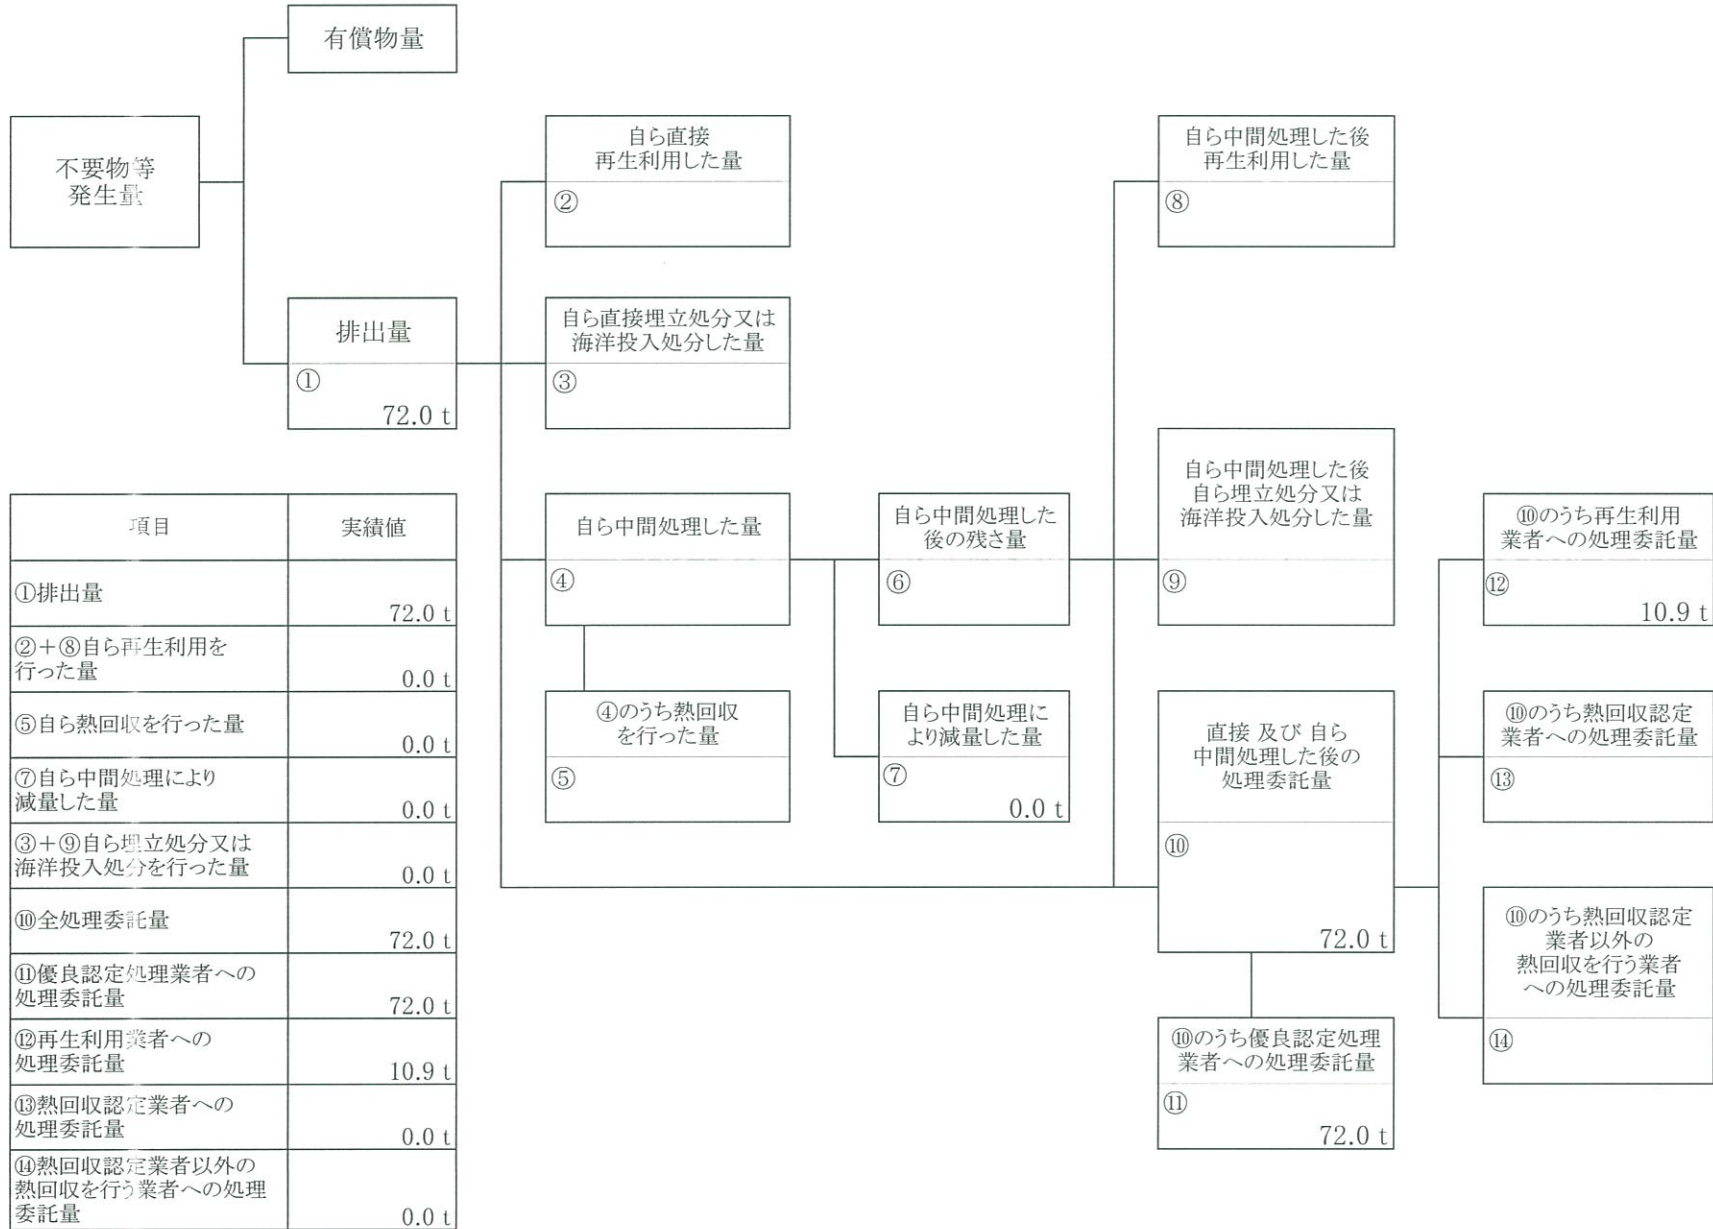 有償物量
不要物等
発生量
排出量
①
72.0 t
自ら直接
再生利用した量
②
自ら直接埋立処分又は
海洋投入処分した量
③
自ら中間処理した量
④
④のうち熱回収
を行った量
⑤
自ら中間処理した
後の残さ量
⑥
自ら中間処理に
より減量した量
⑦
0.0 t
自ら中間処理した後
再生利用した量
⑧
自ら中間処理した後
自ら埋立処分又は
海洋投入処分した量
⑨
直接 及び 自ら
中間処理した後の
処理委託量
⑩
72.0 t
⑩のうち優良認定処理
業者への処理委託量
⑪
72.0 t
⑩のうち再生利用
業者への処理委託量
⑫
10.9 t
⑩のうち熱回収認定
業者への処理委託量
⑬
⑩のうち熱回収認定
業者以外の
熱回収を行う業者
への処理委託量
⑭
項目 実績値
①排出量
72.0 t
②+⑧自ら再生利用を
行った量
0.0 t
⑤自ら熱回収を行った量
0.0 t
⑦自ら中間処理により
減量した量
0.0 t
③+⑨自ら埋立処分又は
海洋投入処分を行った量
0.0 t
⑩全処理委託量
72.0 t
⑪優良認定処理業者への
処理委託量
72.0 t
⑫再生利用業者への
処理委託量
10.9 t
⑬熱回収認定業者への
処理委託量
0.0 t
⑭熱回収認定業者以外の
熱回収を行う業者への処理
委託量
0.0 t